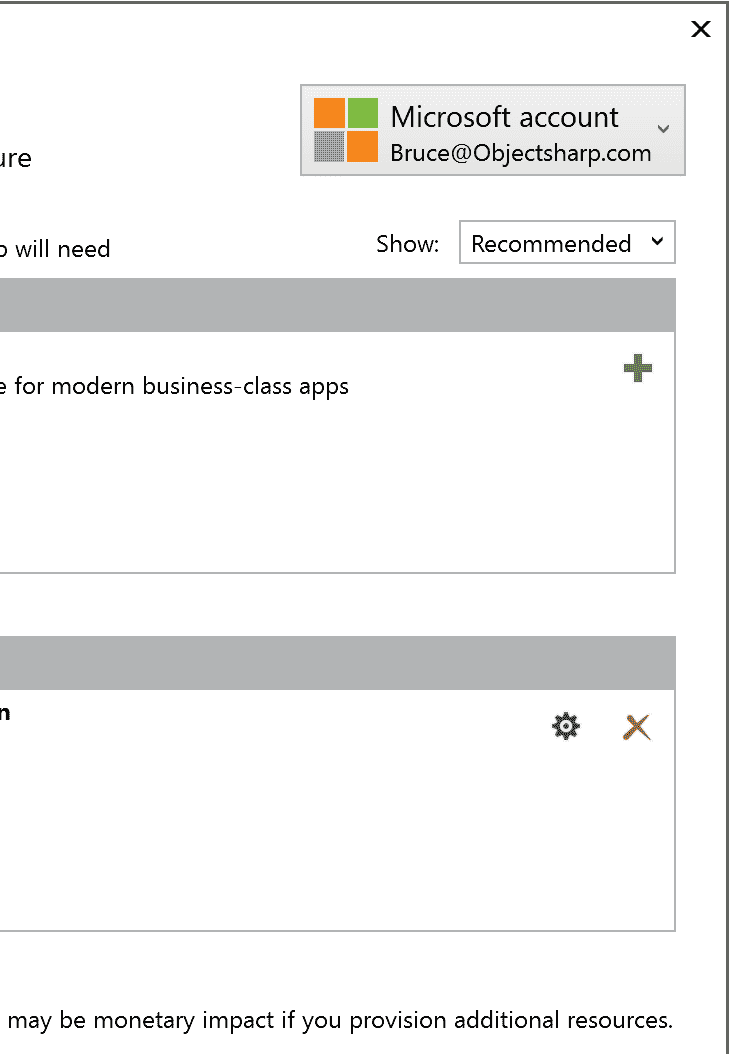 Microsoft account
Bruce@Objectsharp.com
ure
will need
Show: Recommended
e for modern business-class apps
n
may be monetary impact if you provision additional resources.